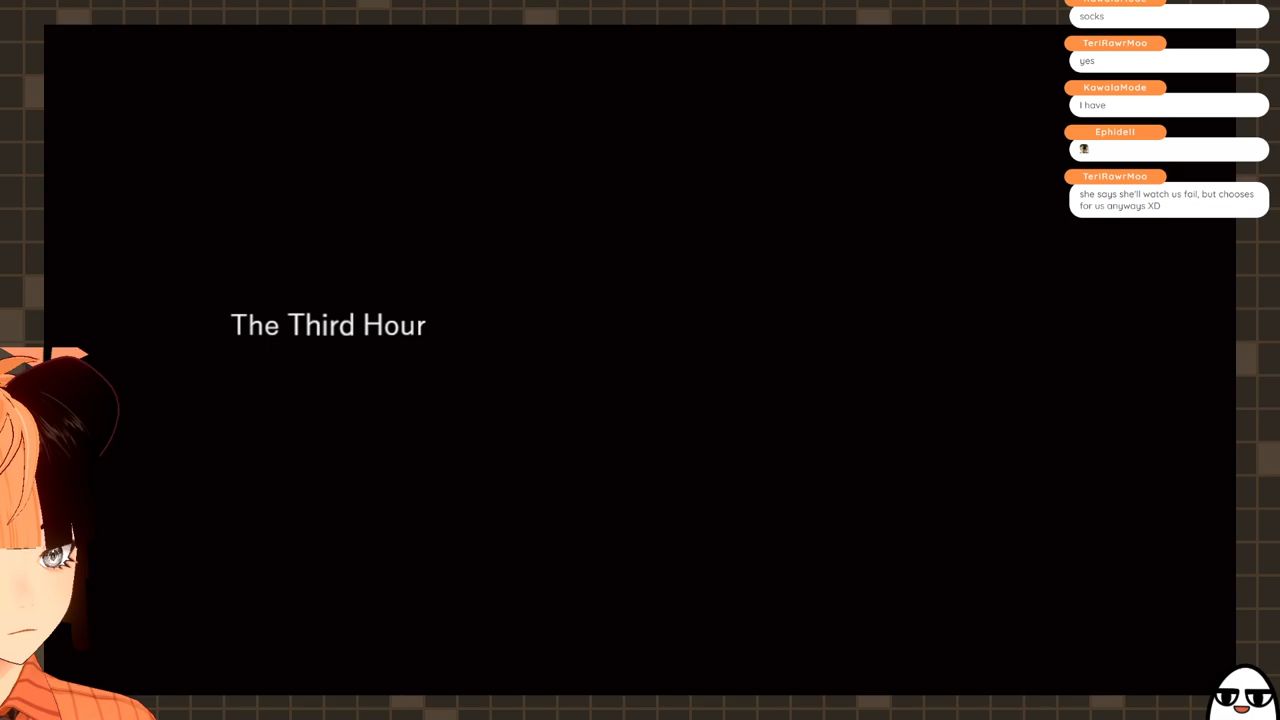 socks
TeriRawrMoo
yes
KawalaMode
I have
Ephidell
TeriRawrMoo
she says she'll watch us fail, but chooses
for us anyways XD
The Third Hour